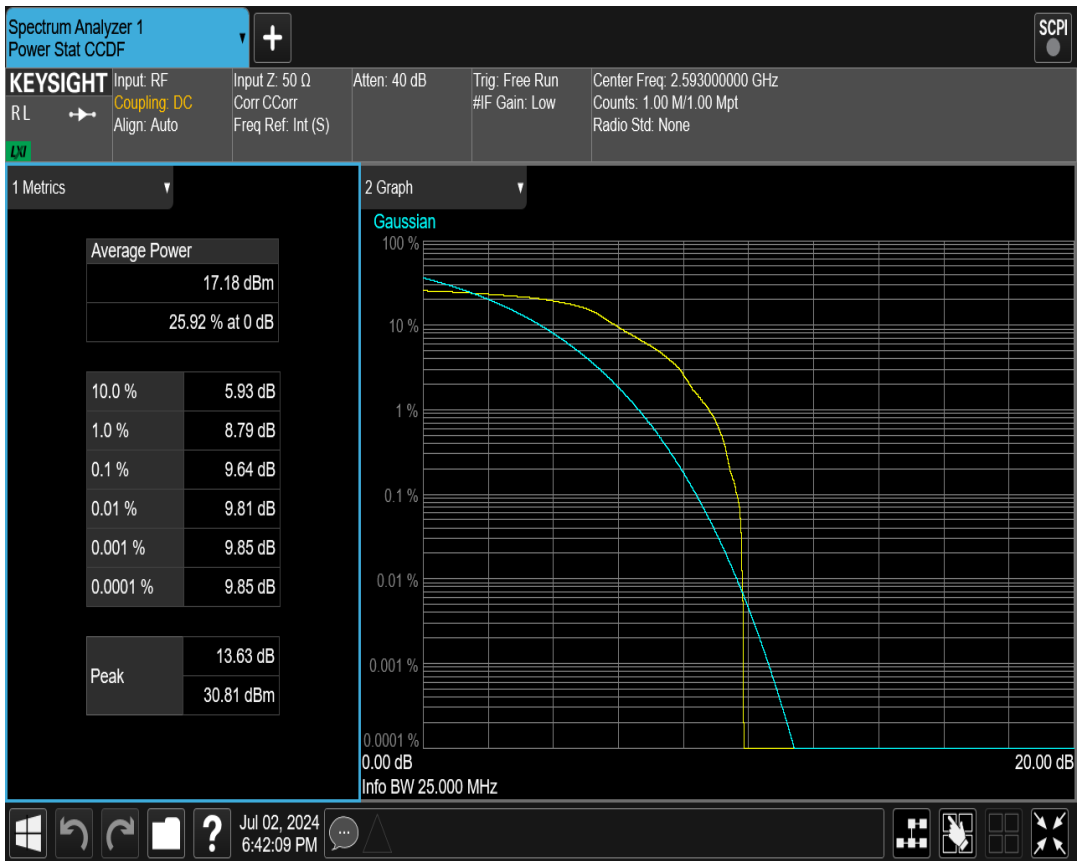 Spectrum Analyzer 1
Power Stat CCDF
SCPI
KEYSIGHT
RL
LXI
Input: RF
Coupling: DC
Align: Auto
Input Z: 50 Ω
Corr CCorr
Freq Ref: Int (S)
Atten: 40 dB
Trig: Free Run
#IF Gain: Low
Center Freq: 2.593000000 GHz
Counts: 1.00 M/1.00 Mpt
Radio Std: None
1 Metrics
Average Power
17.18 dBm
25.92 % at 0 dB
10.0 % 5.93 dB
1.0 % 8.79 dB
0.1 % 9.64 dB
0.01 % 9.81 dB
0.001 % 9.85 dB
0.0001 % 9.85 dB
Peak
13.63 dB
30.81 dBm
2 Graph
Gaussian
100 %
10 %
1 %
0.1 %
0.01 %
0.001 %
0.0001 %
0.00 dB 20.00 dB
Info BW 25.000 MHz
?
Jul 02, 2024
6:42:09 PM